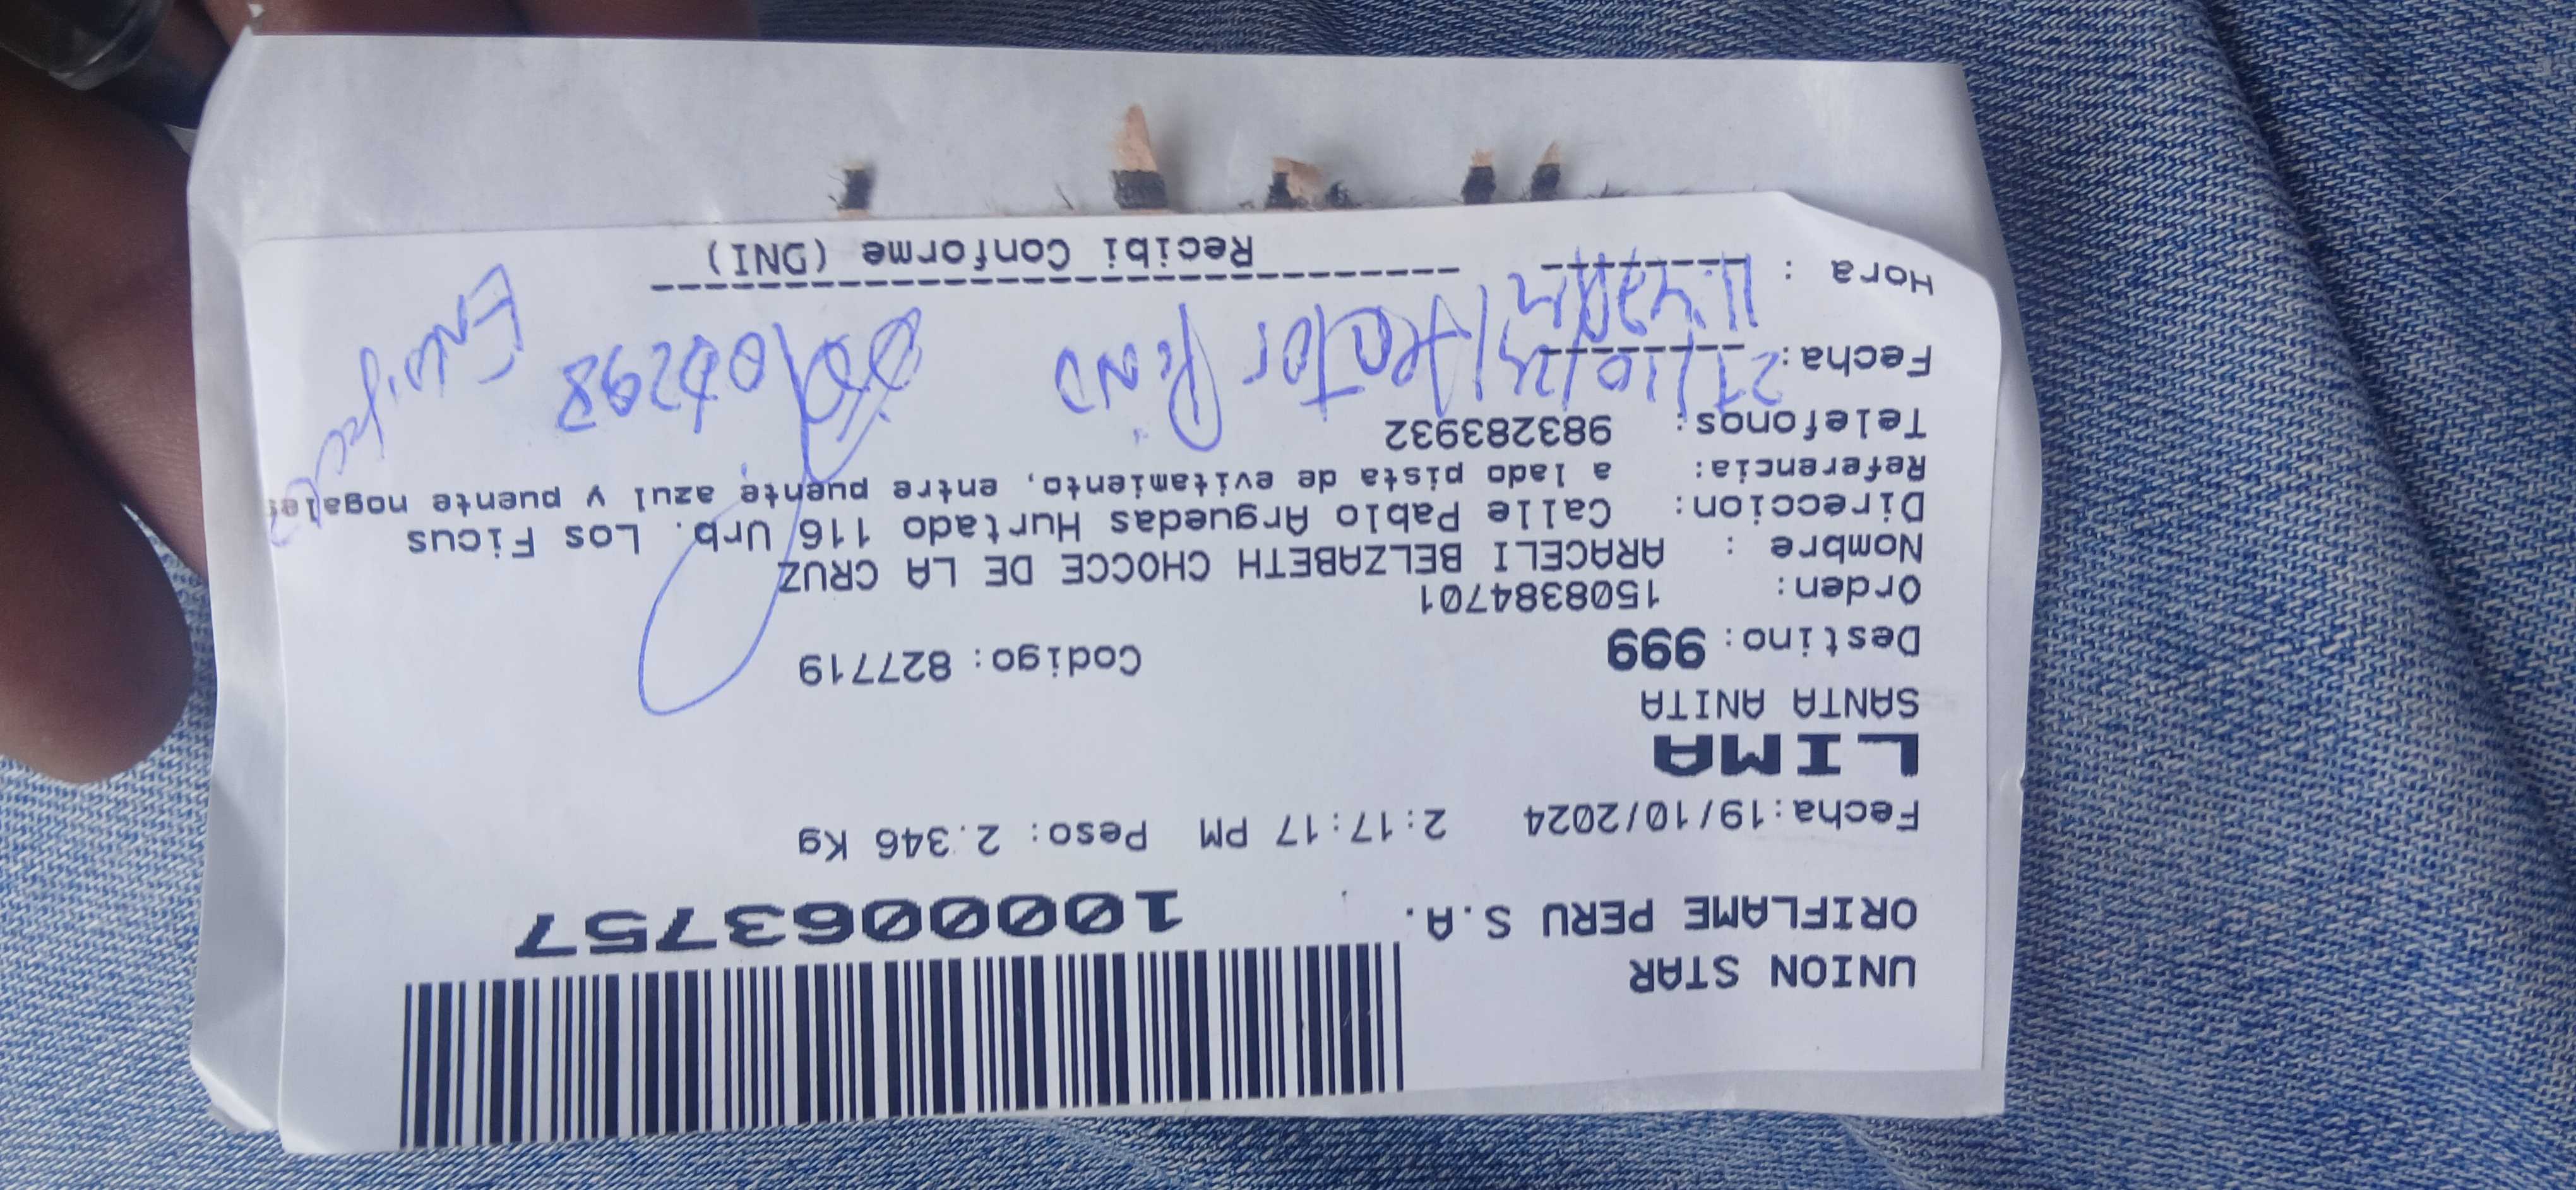 UNION STAR
ORIFLAME PERU S.A.
10000063757
Fecha:19/10/2024 2:17:17 PM Peso: 2.346 Kg
LIMA
SANTA ANITA
Destino: 999 Codigo: 827719
Orden: 1508384701
Nombre : ARACELI BELZABETH CHOCCE DE LA CRUZ
Direccion: Calle Pablo Arguedas Hurtado 116 Urb. Los Ficus
Referencia: a lado pista de evitamiento, entre puente azul y puente nogales
Telefonos: 983283932
Fecha: 21/10/24 Hector
Hora : 11:42AM
Recibi Conforme (DNI)